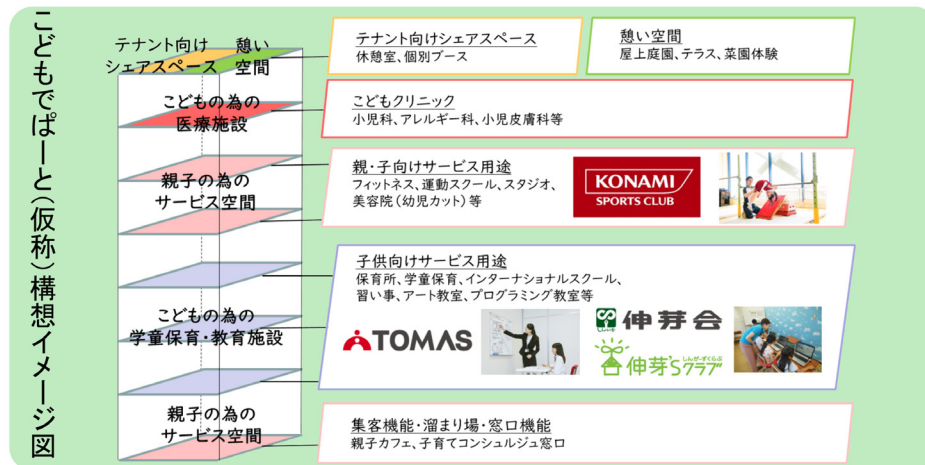 こどもでぱーと(仮称)構想イメージ図
テナント向け
シェアスペース
憩い
空間
こどもの為の
医療施設
親子の為の
サービス空間
こどもの為の
学童保育・教育施設
親子の為の
サービス空間
テナント向けシェアスペース
休憩室、個別ブース
憩い空間
屋上庭園、テラス、菜園体験
こどもクリニック
小児科、アレルギー科、小児皮膚科等
親・子向けサービス用途
フィットネス、運動スクール、スタジオ、
美容院(幼児カット)等
KONAMI
SPORTS CLUB
子供向けサービス用途
保育所、学童保育、インターナショナルスクール、
習い事、アート教室、プログラミング教室等
TOMAS
しんが
伸芽会
しんが〜ずくらぶ
伸芽'Sクラブ
集客機能・溜まり場・窓口機能
親子カフェ、子育てコンシェルジュ窓口